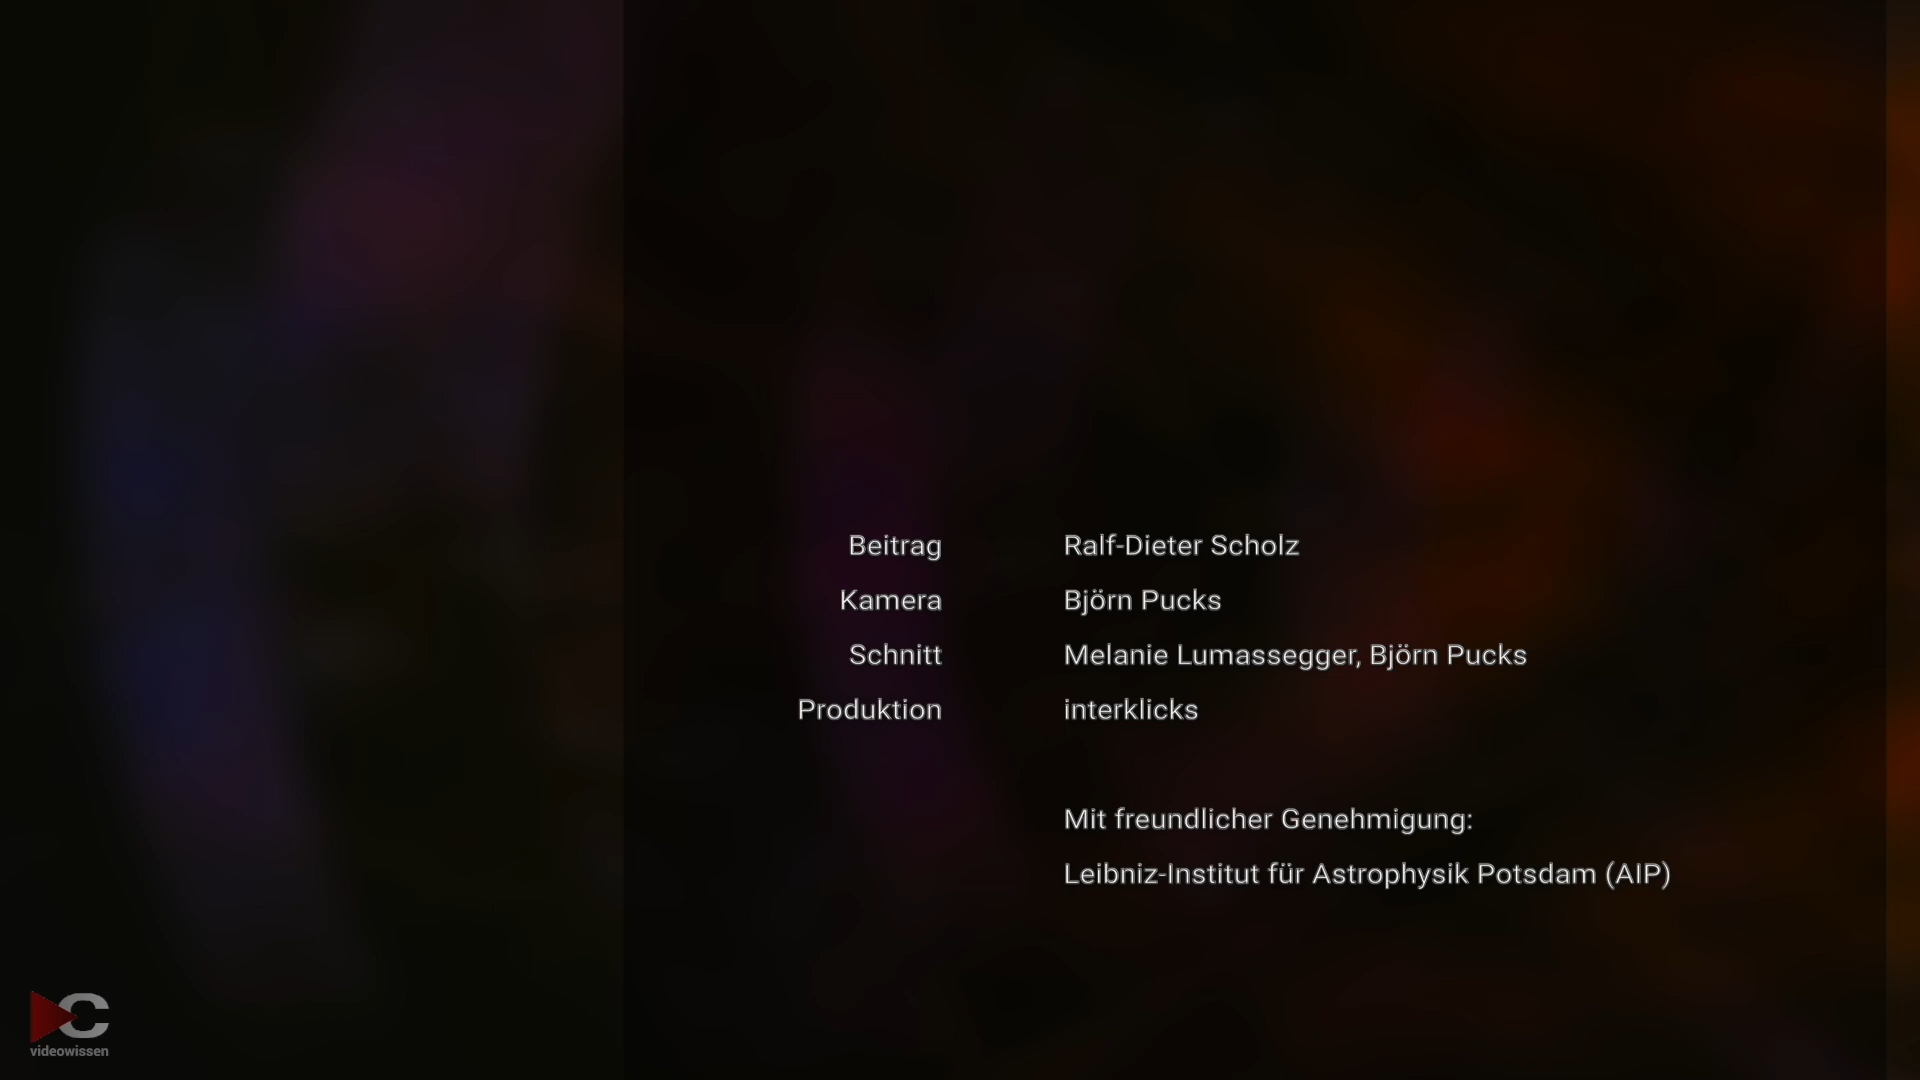 Beitrag Ralf-Dieter Scholz
Kamera Björn Pucks
Schnitt Melanie Lumassegger, Björn Pucks
Produktion interklicks
Mit freundlicher Genehmigung:
Leibniz-Institut für Astrophysik Potsdam (AIP)
C
videowissen